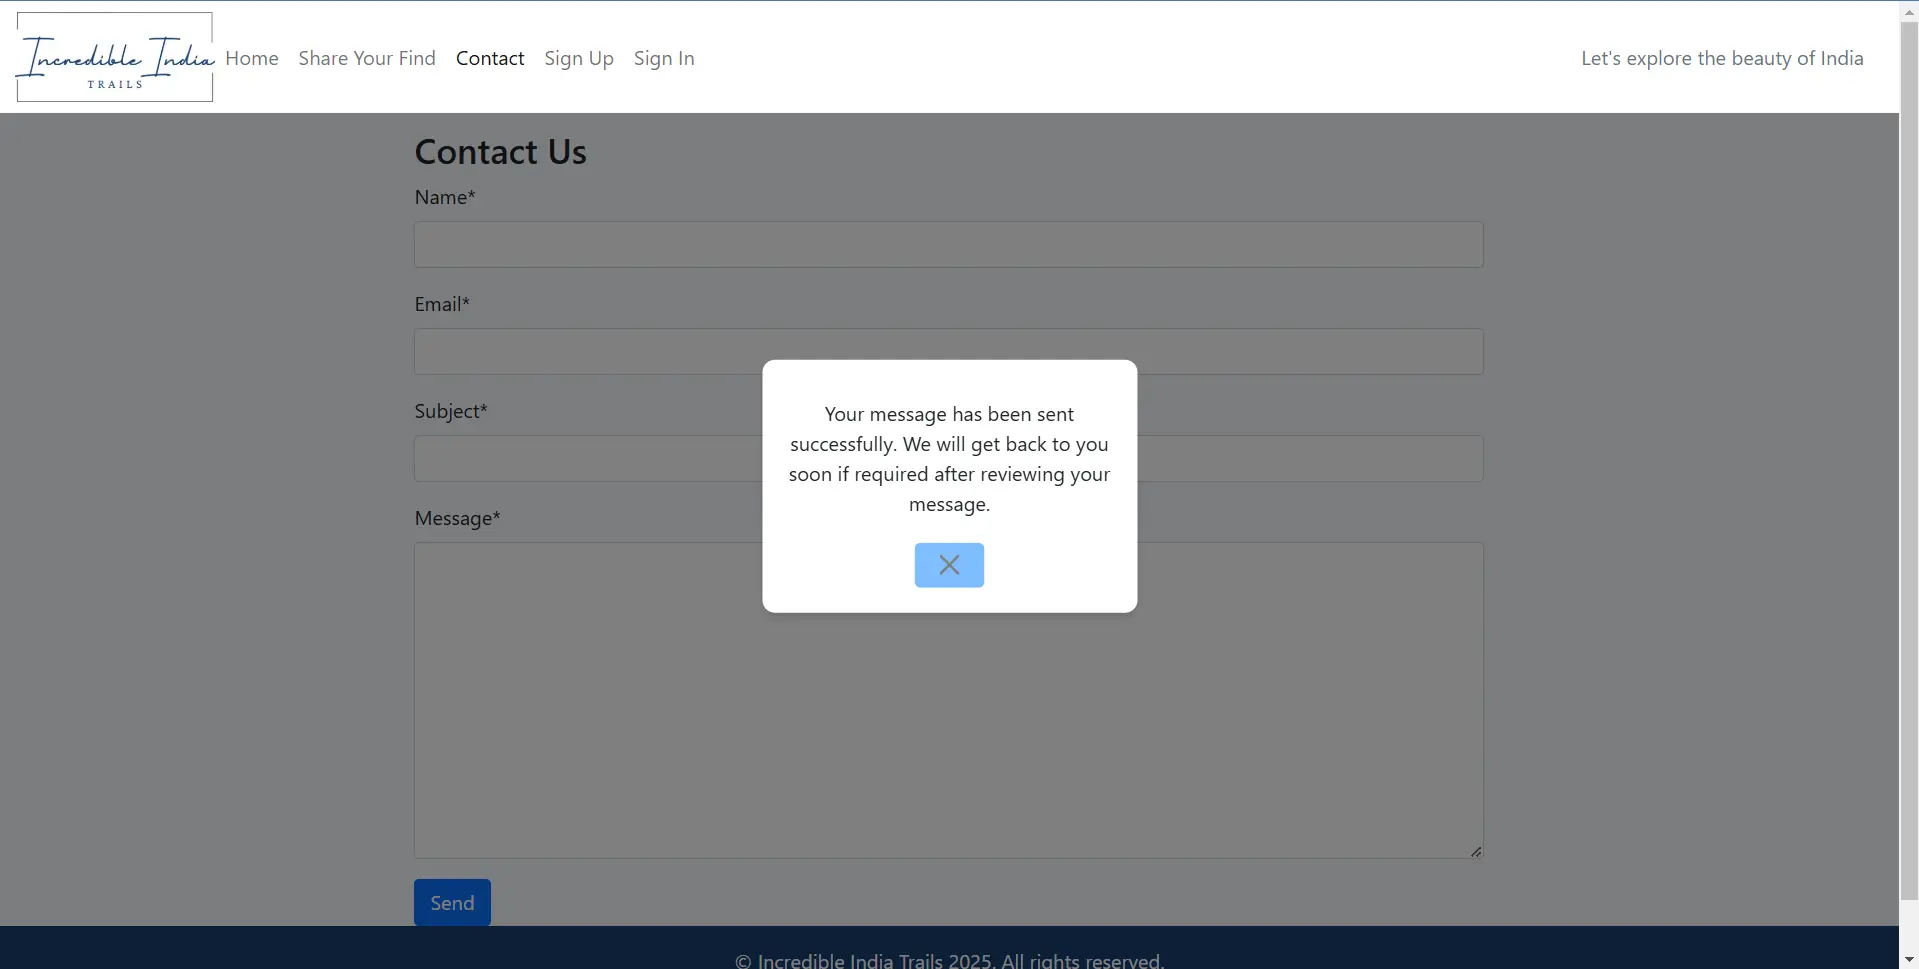 Incredible India
TRAILS
Home
Share Your Find
Contact
Sign Up
Sign In
Let's explore the beauty of India
Contact Us
Name*
Email*
Subject*
Message*
Your message has been sent
successfully. We will get back to you
soon if required after reviewing your
message.
Send
© Incredible India Trails 2025. All rights reserved.